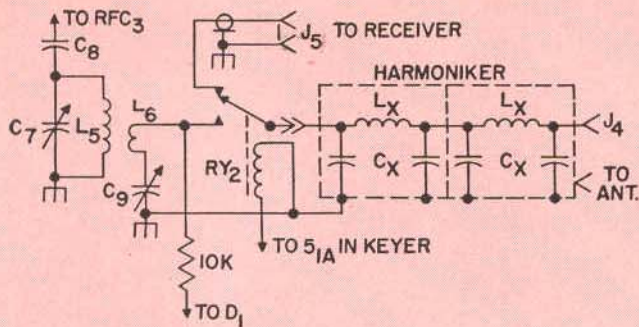 TO RFC3
C8
J5 TO RECEIVER
HARMONIKER
C7
L5
L6
LX
LX
J4
C9
RY2
CX
CX
TO ANT.
TO 51A IN KEYER
10K
TO D1